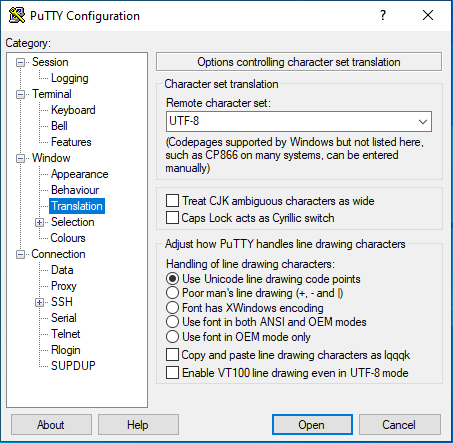 PuTTY Configuration
?
Category:
Session
Logging
Terminal
Keyboard
Bell
Features
Window
Appearance
Behaviour
Translation
Selection
Colours
Connection
Data
Proxy
SSH
Serial
Telnet
Rlogin
SUPDUP
Options controlling character set translation
Character set translation
Remote character set:
UTF-8
(Codepages supported by Windows but not listed here,
such as CP866 on many systems, can be entered
manually)
Treat CJK ambiguous characters as wide
Caps Lock acts as Cyrillic switch
Adjust how PuTTY handles line drawing characters
Handling of line drawing characters:
Use Unicode line drawing code points
Poor man's line drawing (+, - and |)
Font has XWindows encoding
Use font in both ANSI and OEM modes
Use font in OEM mode only
Copy and paste line drawing characters as lqqqk
Enable VT100 line drawing even in UTF-8 mode
About
Help
Open
Cancel